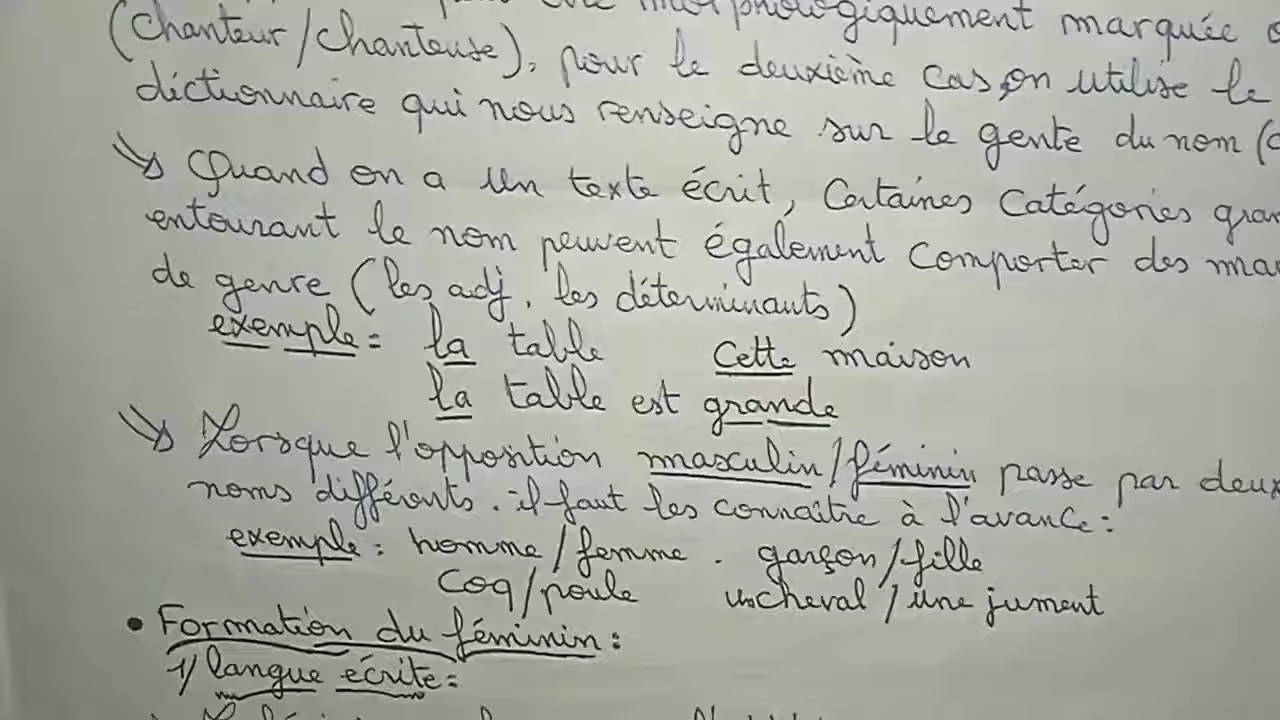 morphologiquement marquée
(chanteur/chanteuse), pour le deuxième cas, on utilise le
dictionnaire qui nous renseigne sur le gente du nom (
↘ Quand on a un texte écrit, Certaines Catégories
entourant le nom peuvent également Comporter des
de genre (les adj, les déterminants)
exemple : la table Cette maison
la table est grande
↘ Lorsque l'opposition masculin/féminin passe par deux
noms différents. il faut les connaître à l'avance :
exemple : homme/femme . garçon/fille
Coq/poule un cheval / une jument
• Formation du féminin :
1/ langue écrite :